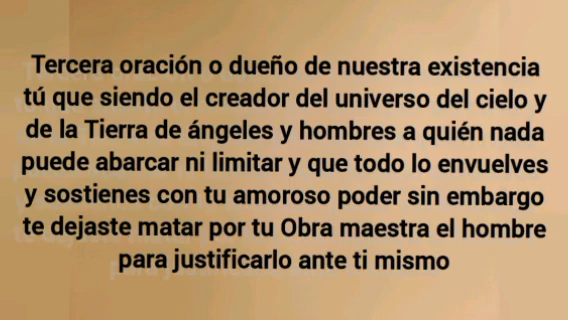 Tercera oración o dueño de nuestra existencia
tú que siendo el creador del universo del cielo y
de la Tierra de ángeles y hombres a quién nada
puede abarcar ni limitar y que todo lo envuelves
y sostienes con tu amoroso poder sin embargo
te dejaste matar por tu Obra maestra el hombre
para justificarlo ante ti mismo